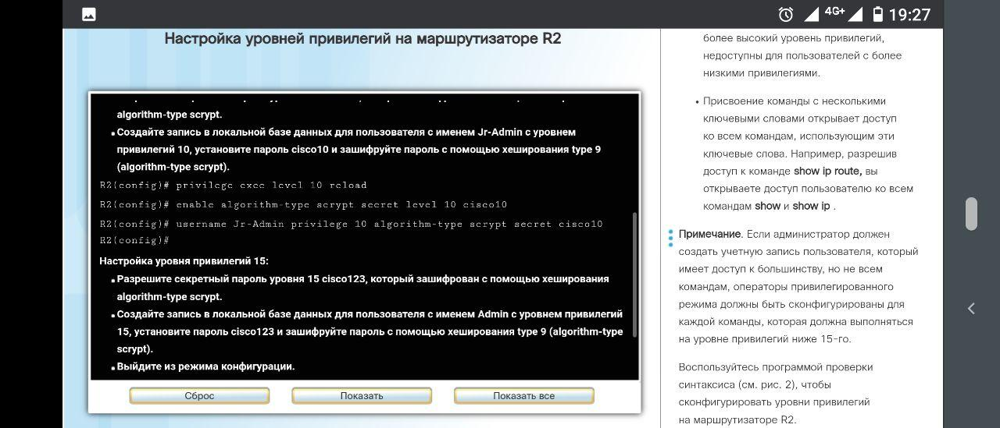 4G+ 19:27
Настройка уровней привилегий на маршрутизаторе R2
algorithm-type scrypt.
Создайте запись в локальной базе данных для пользователя с именем Jr-Admin с уровнем
привилегий 10, установите пароль cisco10 и зашифруйте пароль с помощью хеширования type 9
(algorithm-type scrypt).
R2(config)# privilege exec level 10 reload
R2(config)# enable algorithm-type scrypt secret level 10 cisco10
R2(config)# username Jr-Admin privilege 10 algorithm-type scrypt secret cisco10
R2(config)#
Настройка уровня привилегий 15:
Разрешите секретный пароль уровня 15 cisco123, который зашифрован с помощью хеширования
algorithm-type scrypt.
Создайте запись в локальной базе данных для пользователя с именем Admin с уровнем привилегий
15, установите пароль cisco123 и зашифруйте пароль с помощью хеширования type 9 (algorithm-type
scrypt).
Выйдите из режима конфигурации.
Сброс
Показать
Показать все
более высокий уровень привилегий,
недоступны для пользователей с более
низкими привилегиями.
Присвоение команды с несколькими
ключевыми словами открывает доступ
ко всем командам, использующим эти
ключевые слова. Например, разрешив
доступ к команде show ip route, вы
открываете доступ пользователю ко всем
командам show и show ip .
Примечание. Если администратор должен
создать учетную запись пользователя, который
имеет доступ к большинству, но не всем
командам, операторы привилегированного
режима должны быть сконфигурированы для
каждой команды, которая должна выполняться
на уровне привилегий ниже 15-го.
Воспользуйтесь программой проверки
синтаксиса (см. рис. 2), чтобы
сконфигурировать уровни привилегий
на маршрутизаторе R2.